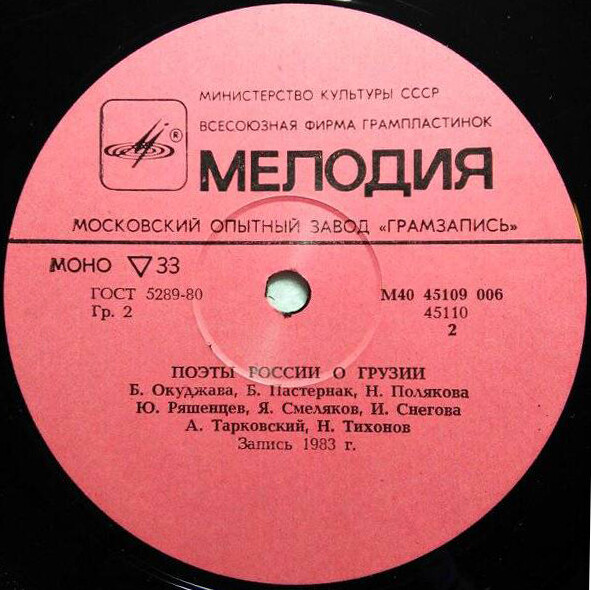 МИНИСТЕРСТВО КУЛЬТУРЫ СССР
ВСЕСОЮЗНАЯ ФИРМА ГРАМПЛАСТИНОК
®
МЕЛОДИЯ
МОСКОВСКИЙ ОПЫТНЫЙ ЗАВОД «ГРАМЗАПИСЬ»
МОНО ▽33
ГОСТ 5289-80
Гр. 2
М40 45109 006
45110
2
ПОЭТЫ РОССИИ О ГРУЗИИ
Б. Окуджава, Б. Пастернак, Н. Полякова
Ю. Ряшенцев, Я. Смеляков, И. Снегова
А. Тарковский, Н. Тихонов
Запись 1983 г.